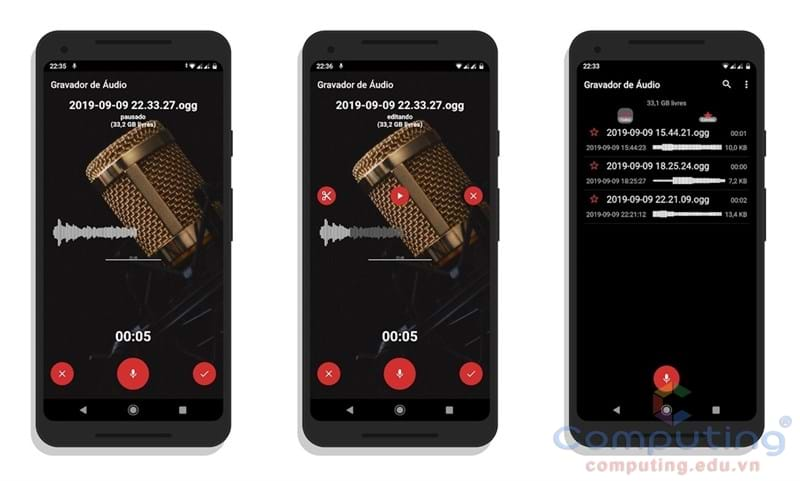 22:35
Gravador de Áudio
2019-09-09 22.33.27.ogg
pausado
(33,2 GB livres)
00:05
22:36
Gravador de Áudio
2019-09-09 22.33.27.ogg
editando
(33,2 GB livres)
00:05
22:33
Gravador de Áudio
33,1 GB livres
2019-09-09 15.44.21.ogg 00:01
2019-09-09 15:44:23 10,0 KB
2019-09-09 18.25.24.ogg 00:00
2019-09-09 18:25:27 7,2 KB
2019-09-09 22.21.09.ogg 00:02
2019-09-09 22:21:12 13,4 KB
Computing®
computing.edu.vn